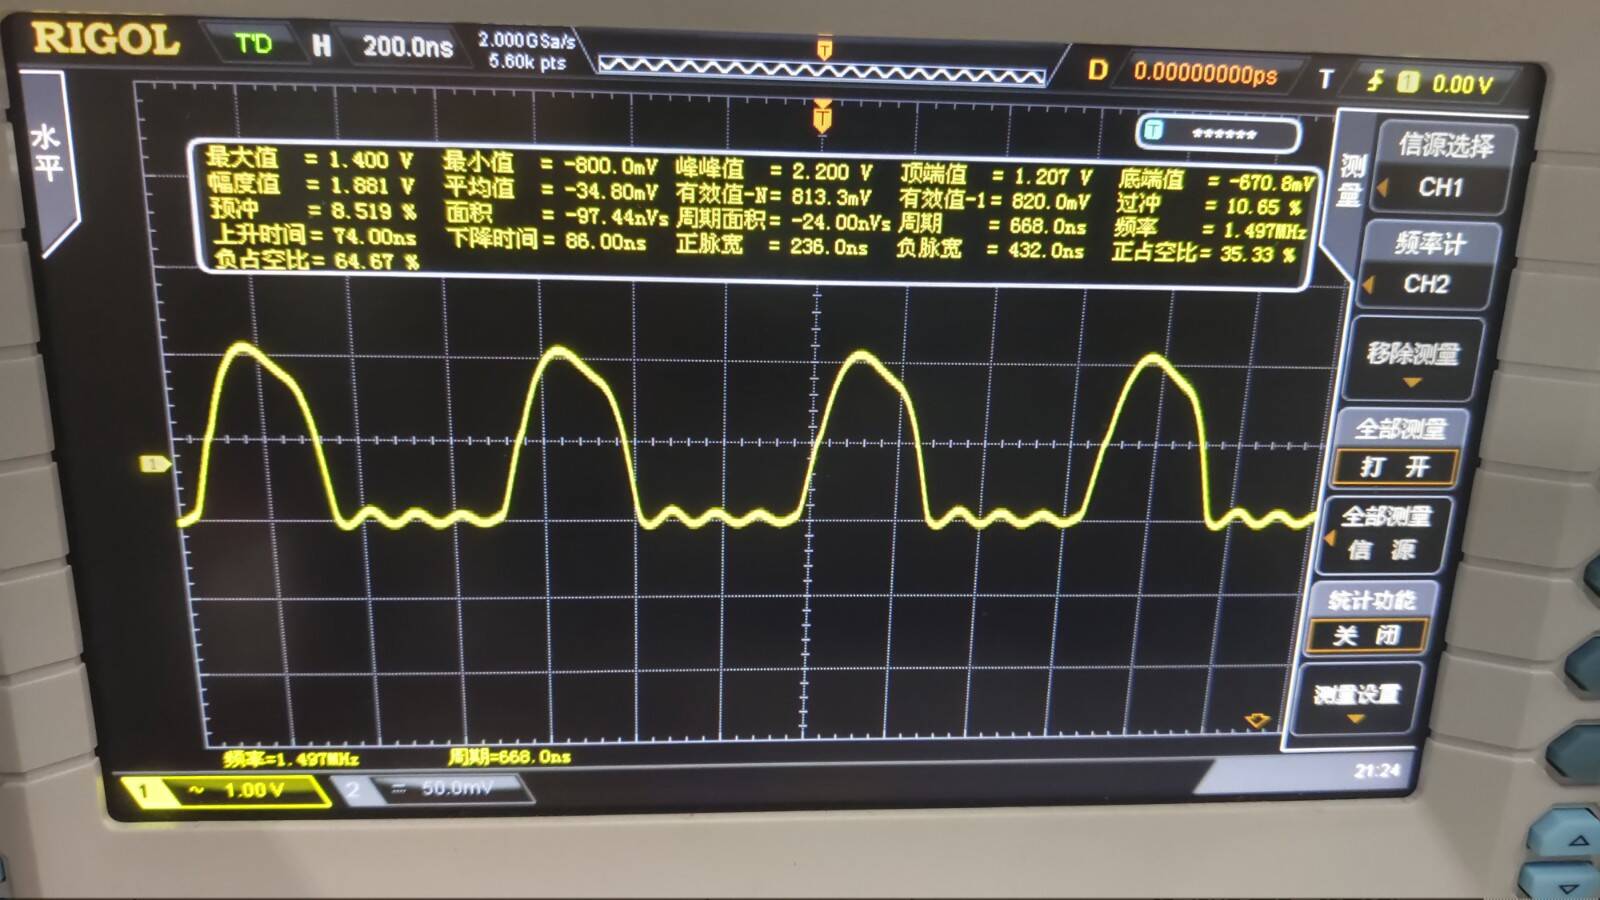 RIGOL T'D H 200.0ns 2.000GSa/s D 0.00000000ps T 1 0.00 V
5.60k pts
水平
T
T
T ******
最大值 = 1.400 V 最小值 = -800.0mV 峰峰值 = 2.200 V 顶端值 = 1.207 V 底端值 = -670.8mV
幅度值 = 1.881 V 平均值 = -34.80mV 有效值-N= 813.3mV 有效值-1= 820.0mV 过冲 = 10.65 %
预冲 = 8.519 % 面积 = -97.44nVs 周期面积= -24.00nVs 周期 = 668.0ns 频率 = 1.497MHz
上升时间= 74.00ns 下降时间= 86.00ns 正脉宽 = 236.0ns 负脉宽 = 432.0ns 正占空比= 35.33 %
负占空比= 64.67 %
测量
信源选择
CH1
频率计
CH2
移除测量
全部测量
打 开
全部测量
信 源
统计功能
关 闭
测量设置
1
频率=1.497MHz 周期=668.0ns
1 ~ 1.00 V 2 = 50.0mV 21:24